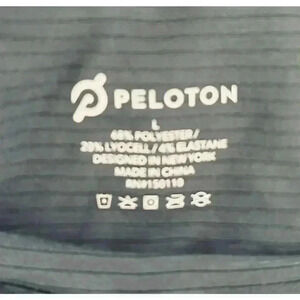 PELOTON
L
68% POLYESTER/
28% LYOCELL / 4% ELASTANE
DESIGNED IN NEW YORK
MADE IN CHINA
RN#150110